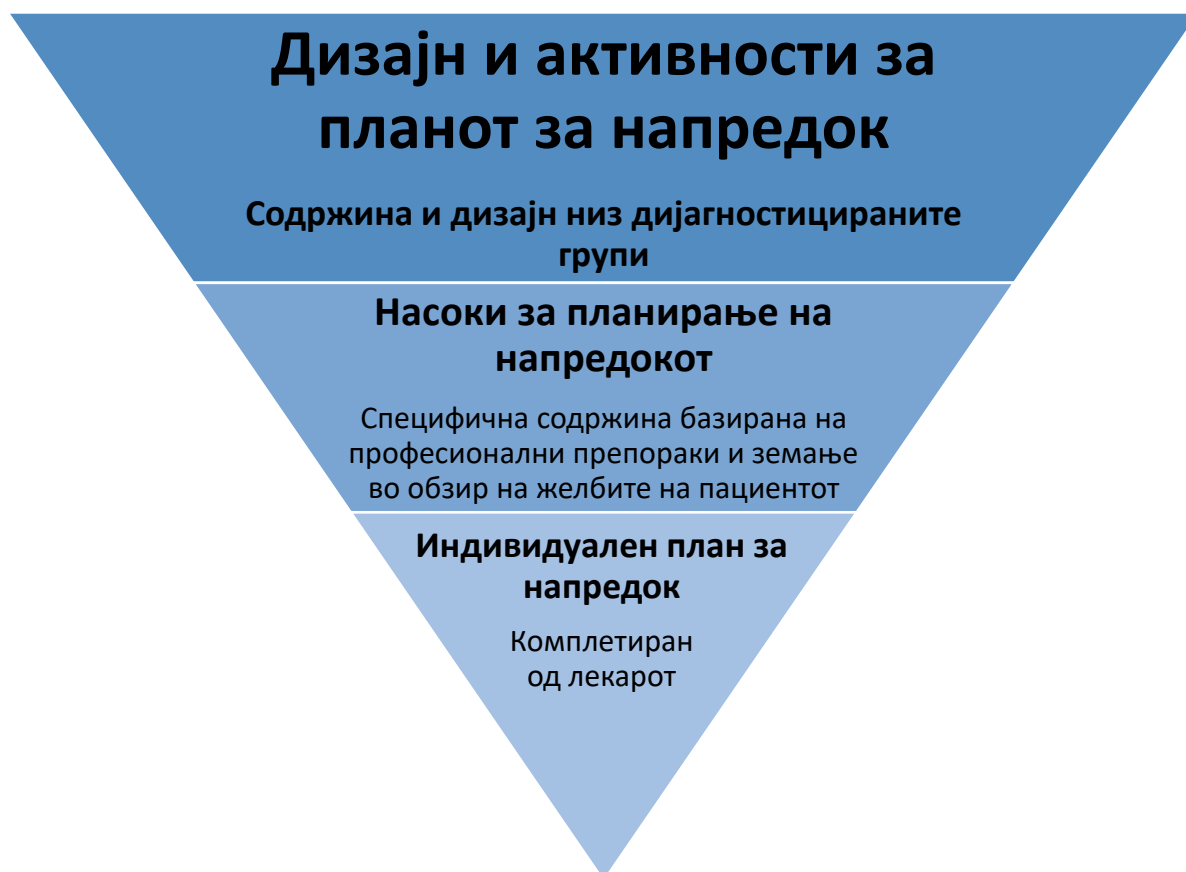 Дизајн и активности за
планот за напредок
Содржина и дизајн низ дијагностицираните
групи
Насоки за планирање на
напредокот
Специфична содржина базирана на
професионални препораки и земање
во обзир на желбите на пациентот
Индивидуален план за
напредок
Комплетиран
од лекарот